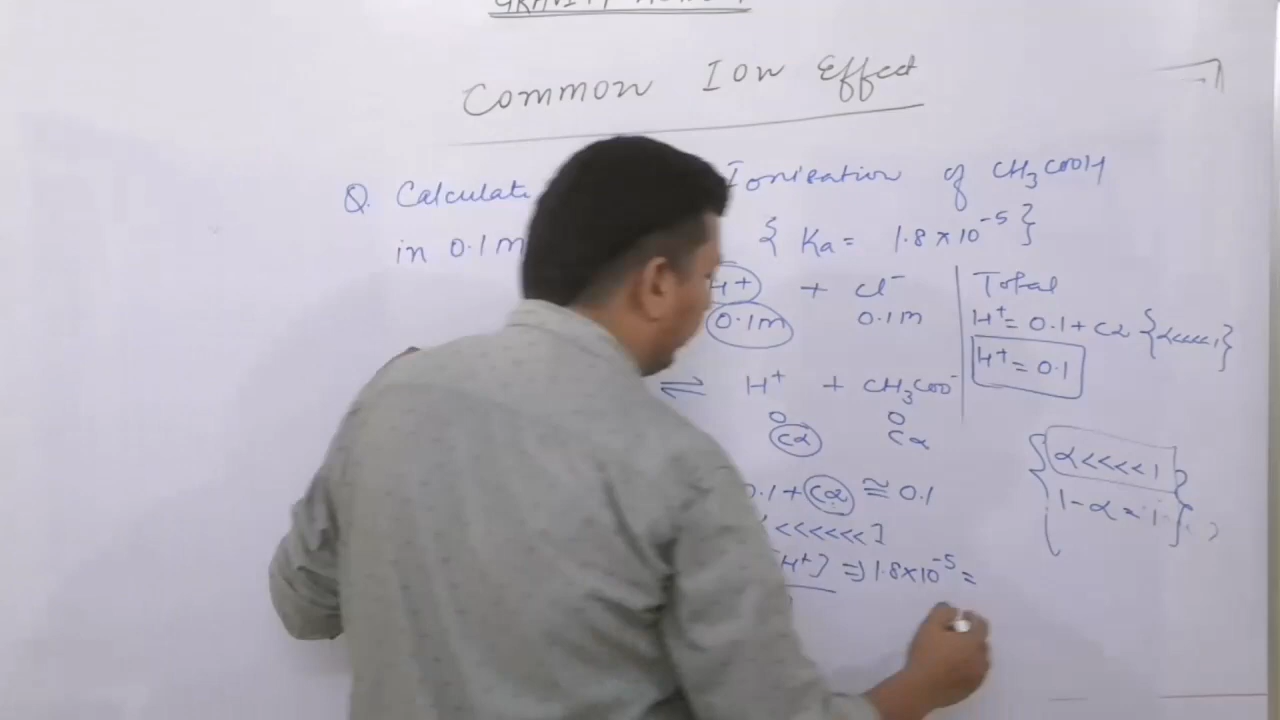 Common Ion Effect
Q. Calculate Ionisation of CH3COOH
in 0.1m { Ka = 1.8 × 10^-5 }
H+ + Cl- Total
0.1m 0.1m H+ = 0.1 + Cα {α<<<<1}
H+ = 0.1
⇌ H+ + CH3COO-
0 0
Cα Cα
{ α<<<<1 }
0.1 + Cα ≅ 0.1
1-α = 1
<<<<<<]
[H+] ⇒ 1.8×10^-5 =